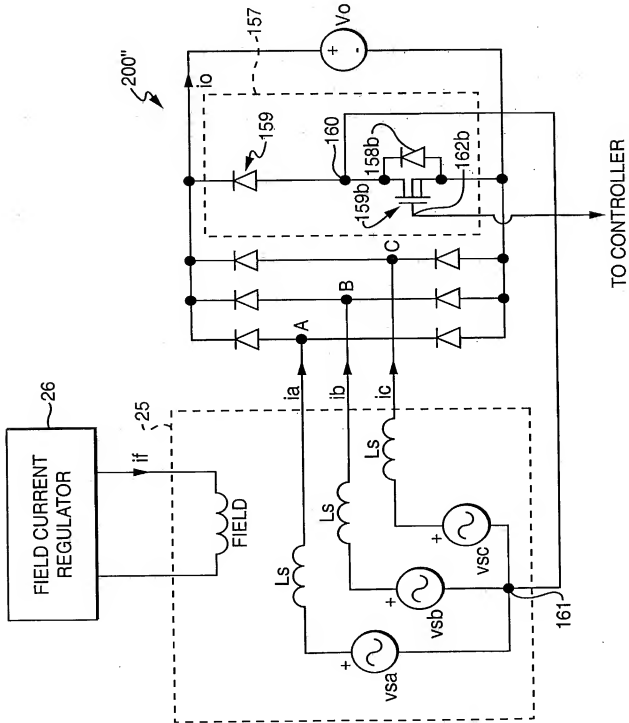 26
FIELD CURRENT
REGULATOR
if
FIELD
25
Ls
Ls
Ls
vsa
vsb
vsc
+
+
+
161
ia
ib
ic
A
B
C
200"
157
io
159
160
158b
159b
162b
Vo
+
-
TO CONTROLLER